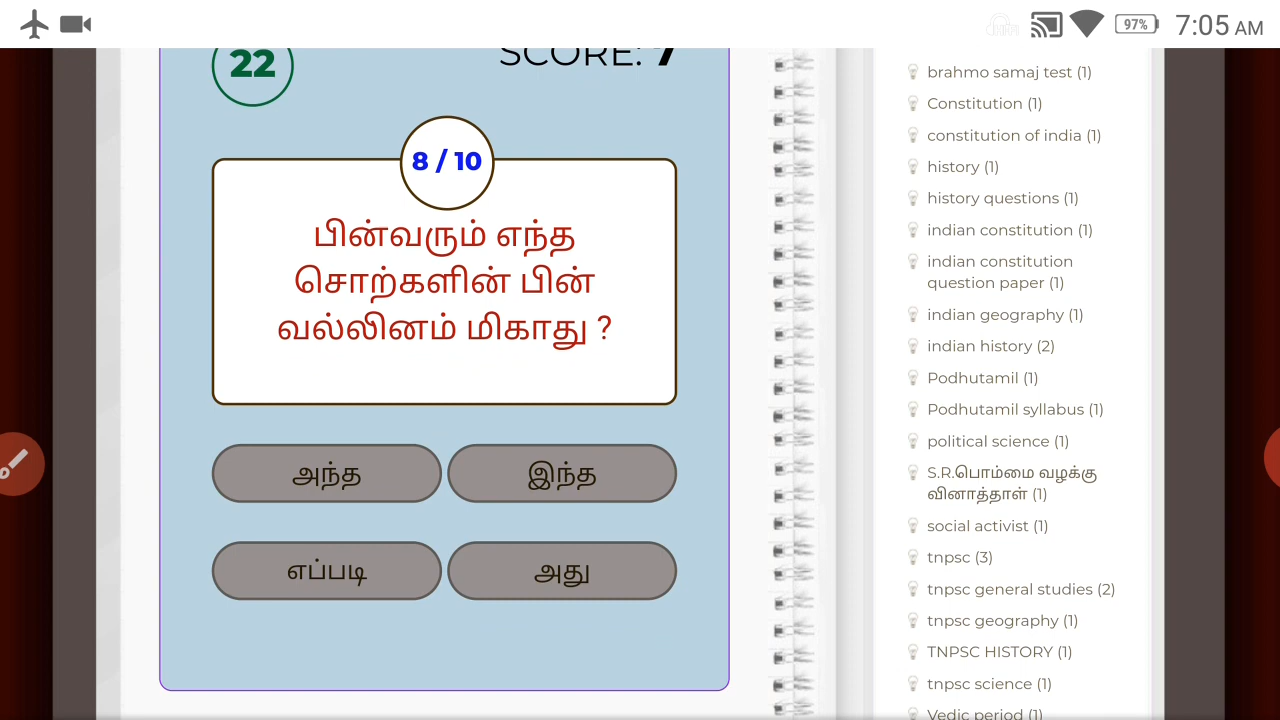 97%
7:05 AM
22
SCORE: 7
8 / 10
பின்வரும் எந்த
சொற்களின் பின்
வல்லினம் மிகாது ?
அந்த
இந்த
எப்படி
அது
brahmo samaj test (1)
Constitution (1)
constitution of india (1)
history (1)
history questions (1)
indian constitution (1)
indian constitution
question paper (1)
indian geography (1)
indian history (2)
Podhutamil (1)
Podhutamil syllabus (1)
political science (1)
S.R.பொம்மை வழக்கு
வினாத்தாள் (1)
social activist (1)
tnpsc (3)
tnpsc general studies (2)
tnpsc geography (1)
TNPSC HISTORY (1)
tnpsc science (1)
Vedic period (1)